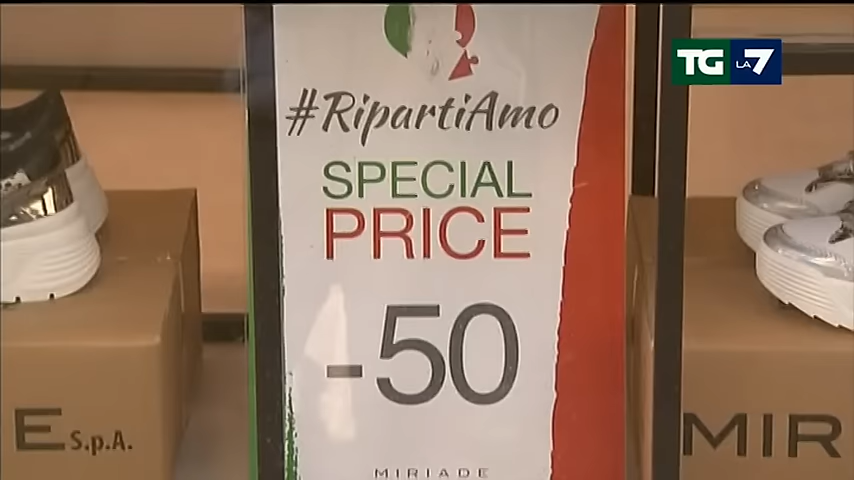 TG LA7
#RipartiAmo
SPECIAL
PRICE
-50
MIRIADE
E S.p.A.
MIR